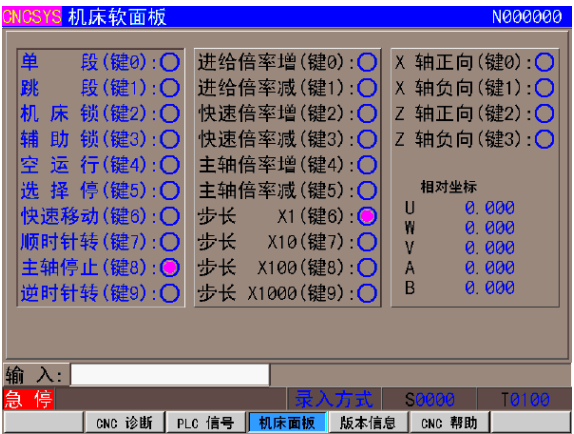 CNCSYS 机床软面板 N000000
单 段(键0):
跳 段(键1):
机 床 锁(键2):
辅 助 锁(键3):
空 运 行(键4):
选 择 停(键5):
快速移动(键6):
顺时针转(键7):
主轴停止(键8):
逆时针转(键9):
进给倍率增(键0):
进给倍率减(键1):
快速倍率增(键2):
快速倍率减(键3):
主轴倍率增(键4):
主轴倍率减(键5):
步长 X1(键6):
步长 X10(键7):
步长 X100(键8):
步长 X1000(键9):
X 轴正向(键0):
X 轴负向(键1):
Z 轴正向(键2):
Z 轴负向(键3):
相对坐标
U 0.000
W 0.000
V 0.000
A 0.000
B 0.000
输 入:
急 停 录入方式 S0000 T0100
CNC 诊断 PLC 信号 机床面板 版本信息 CNC 帮助